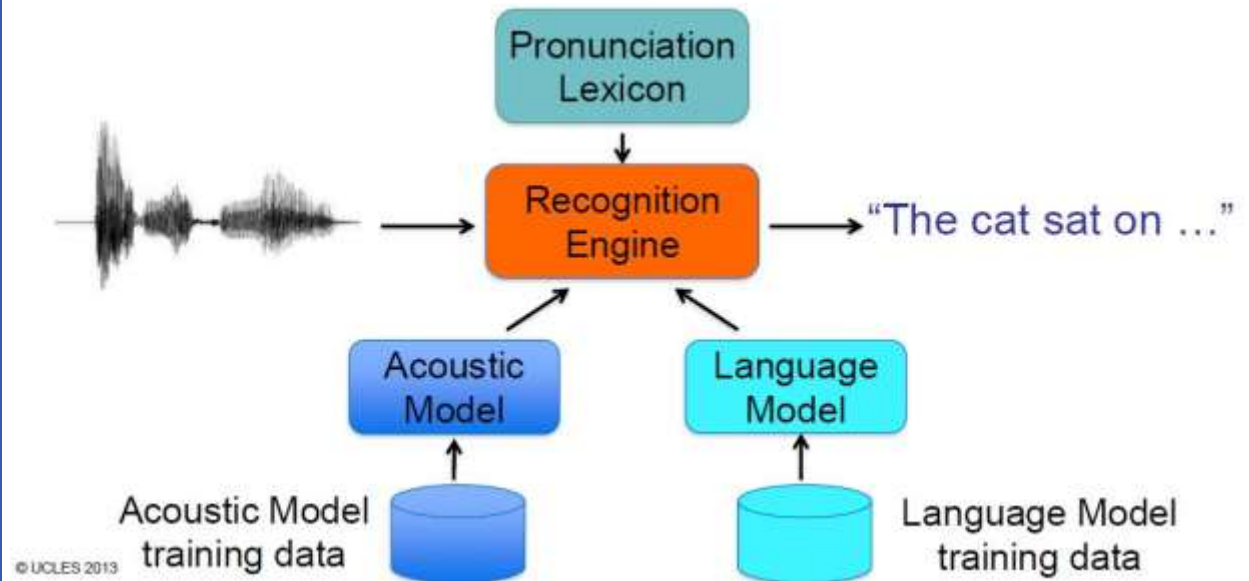 Pronunciation
Lexicon
Recognition
Engine
“The cat sat on …”
Acoustic
Model
Language
Model
Acoustic Model
training data
Language Model
training data
© UCLES 2013